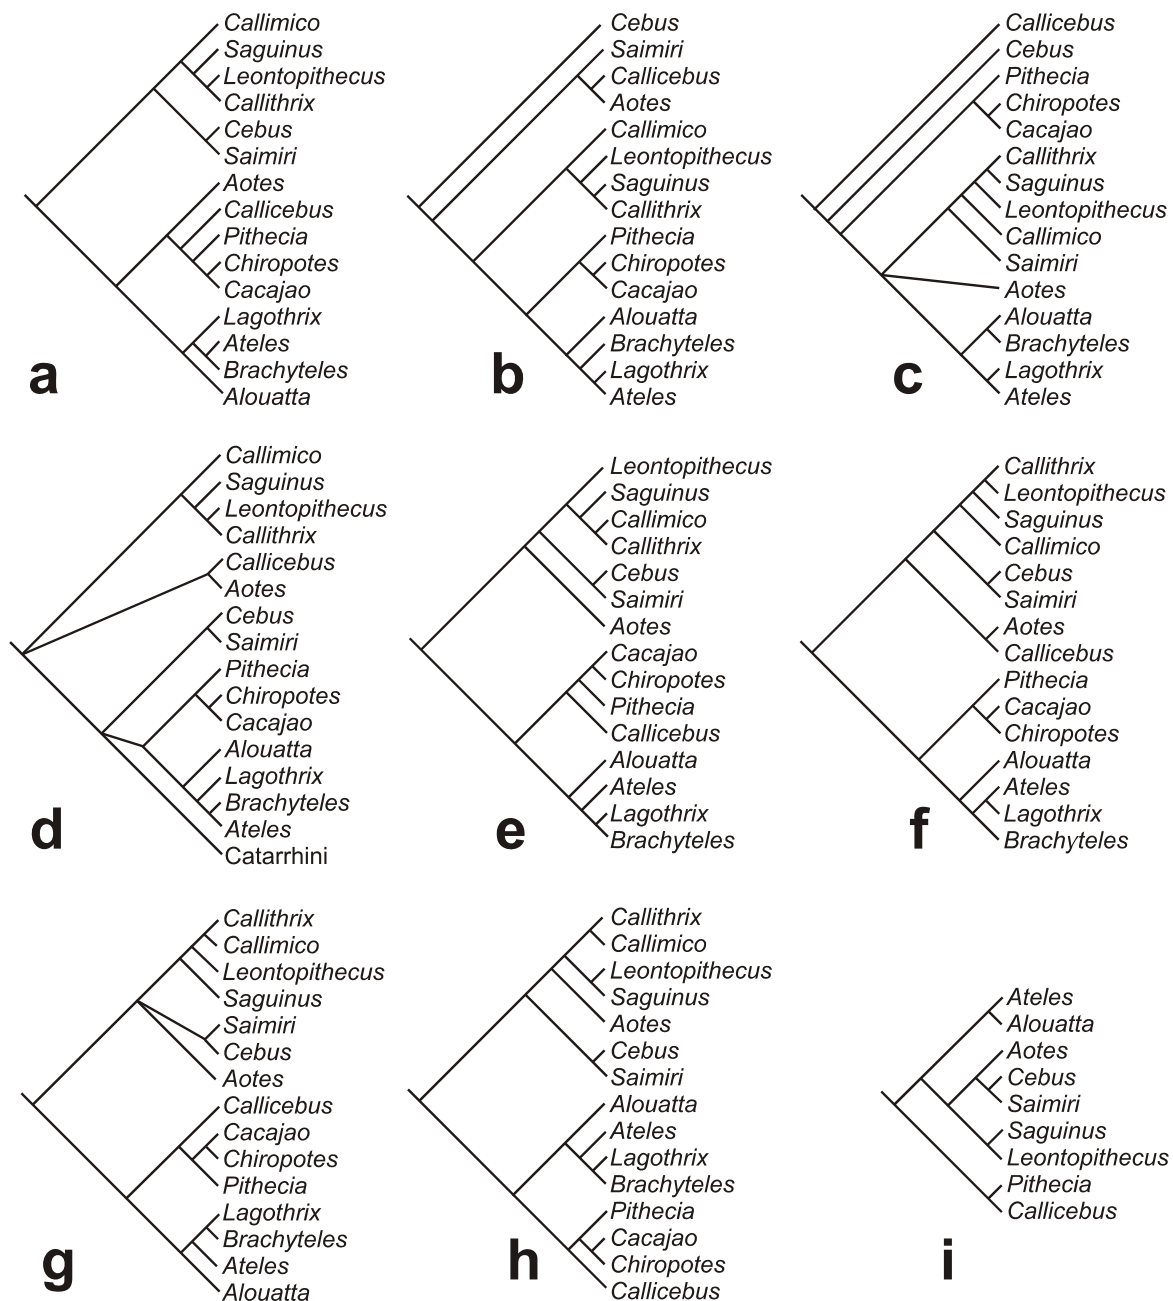 Callimico
Saguinus
Leontopithecus
Callithrix
Cebus
Saimiri
Aotes
Callicebus
Pithecia
Chiropotes
Cacajao
Lagothrix
Ateles
Brachyteles
Alouatta
a
Cebus
Saimiri
Callicebus
Aotes
Callimico
Leontopithecus
Saguinus
Callithrix
Pithecia
Chiropotes
Cacajao
Alouatta
Brachyteles
Lagothrix
Ateles
b
Callicebus
Cebus
Pithecia
Chiropotes
Cacajao
Callithrix
Saguinus
Leontopithecus
Callimico
Saimiri
Aotes
Alouatta
Brachyteles
Lagothrix
Ateles
c
Callimico
Saguinus
Leontopithecus
Callithrix
Callicebus
Aotes
Cebus
Saimiri
Pithecia
Chiropotes
Cacajao
Alouatta
Lagothrix
Brachyteles
Ateles
Catarrhini
d
Leontopithecus
Saguinus
Callimico
Callithrix
Cebus
Saimiri
Aotes
Cacajao
Chiropotes
Pithecia
Callicebus
Alouatta
Ateles
Lagothrix
Brachyteles
e
Callithrix
Leontopithecus
Saguinus
Callimico
Cebus
Saimiri
Aotes
Callicebus
Pithecia
Cacajao
Chiropotes
Alouatta
Ateles
Lagothrix
Brachyteles
f
Callithrix
Callimico
Leontopithecus
Saguinus
Saimiri
Cebus
Aotes
Callicebus
Cacajao
Chiropotes
Pithecia
Lagothrix
Brachyteles
Ateles
Alouatta
g
Callithrix
Callimico
Leontopithecus
Saguinus
Aotes
Cebus
Saimiri
Alouatta
Ateles
Lagothrix
Brachyteles
Pithecia
Cacajao
Chiropotes
Callicebus
h
Ateles
Alouatta
Aotes
Cebus
Saimiri
Saguinus
Leontopithecus
Pithecia
Callicebus
i